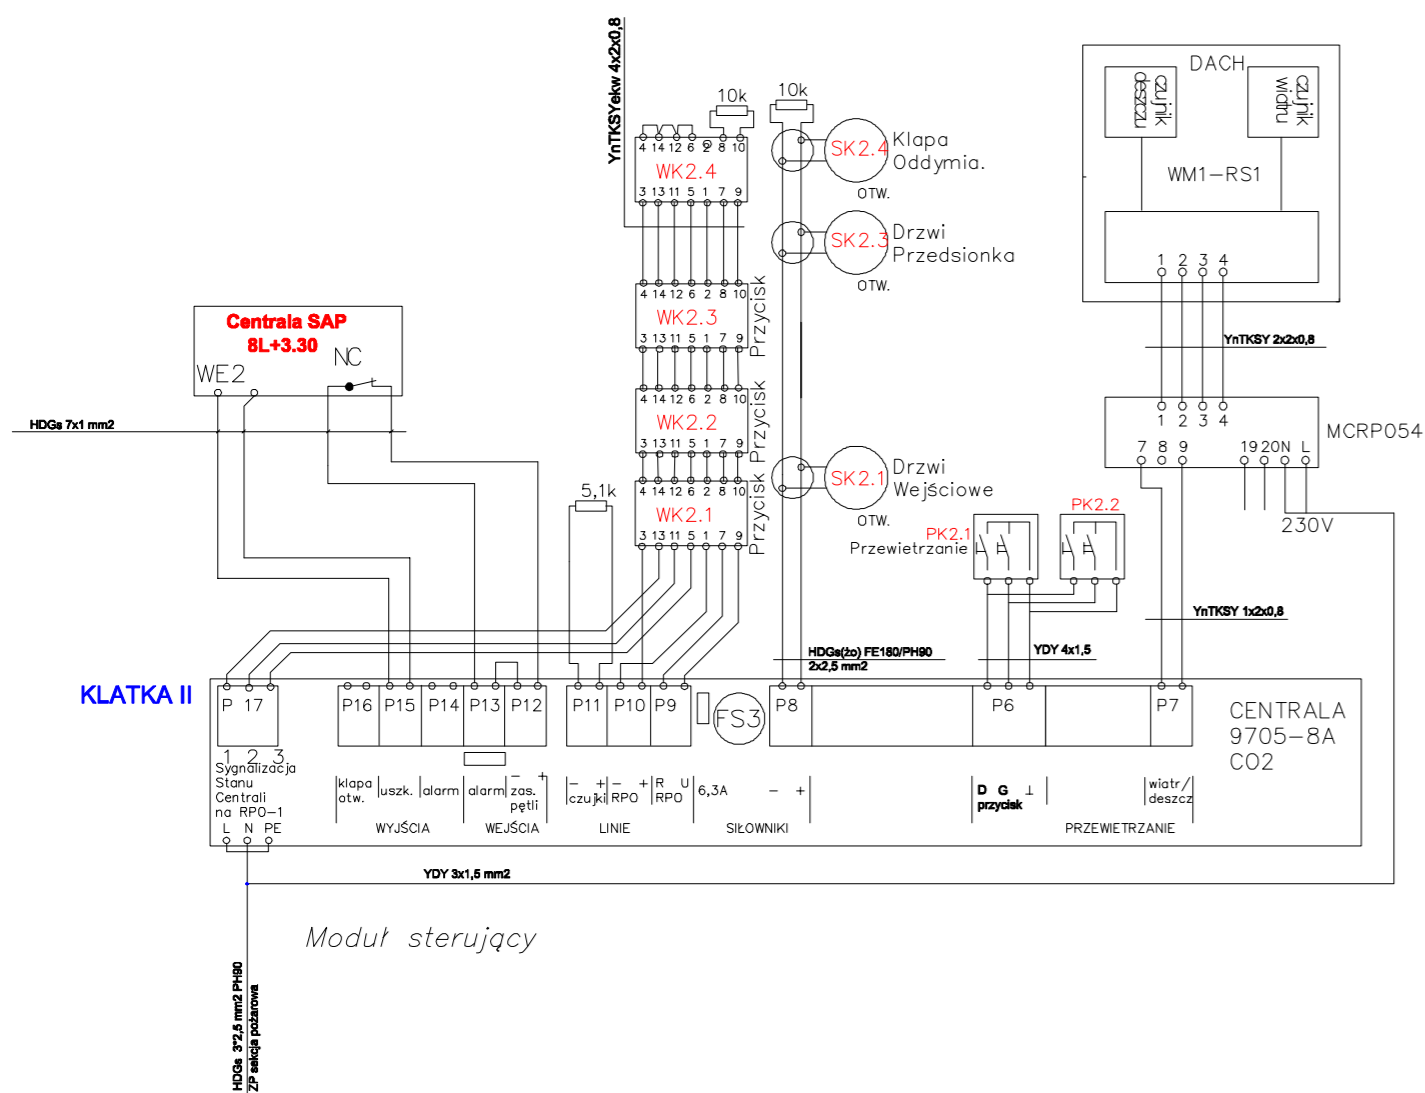 YnTKSYekw 4x2x0,8
10k
10k
4 14 12 6 2 8 10
WK2.4
3 13 11 5 1 7 9
SK2.4
Klapa
Oddymia.
OTW.
SK2.3
Drzwi
Przedsionka
OTW.
DACH
czujnik
deszczu
czujnik
wiatru
WM1-RS1
1 2 3 4
YnTKSY 2x2x0,8
4 14 12 6 2 8 10
WK2.3
3 13 11 5 1 7 9
Przycisk
Centrala SAP
8L+3.30
WE2
NC
HDGs 7x1 mm2
4 14 12 6 2 8 10
WK2.2
3 13 11 5 1 7 9
Przycisk
1 2 3 4
MCRP054
7 8 9
19 20 N L
230V
5,1k
4 14 12 6 2 8 10
WK2.1
3 13 11 5 1 7 9
Przycisk
SK2.1
Drzwi
Wejściowe
OTW.
PK2.1
Przewietrzanie
PK2.2
YnTKSY 1x2x0,8
HDGs(żo) FE180/PH90
2x2,5 mm2
YDY 4x1,5
KLATKA II
P 17
P16
P15
P14
P13
P12
P11
P10
P9
FS3
P8
P6
P7
CENTRALA
9705-8A
CO2
1 2 3
Sygnalizacja
Stanu
Centrali
na RPO-1
L N PE
klapa
otw.
uszk.
alarm
alarm
- +
zas.
pętli
- +
czujki
- +
RPO
R U
RPO
6,3A
- +
D G ⊥
przycisk
wiatr/
deszcz
WYJŚCIA
WEJŚCIA
LINIE
SIŁOWNIKI
PRZEWIETRZANIE
YDY 3x1,5 mm2
Moduł sterujący
HDGs 3*2,5 mm2 PH90
ZP sekcja pożarowa